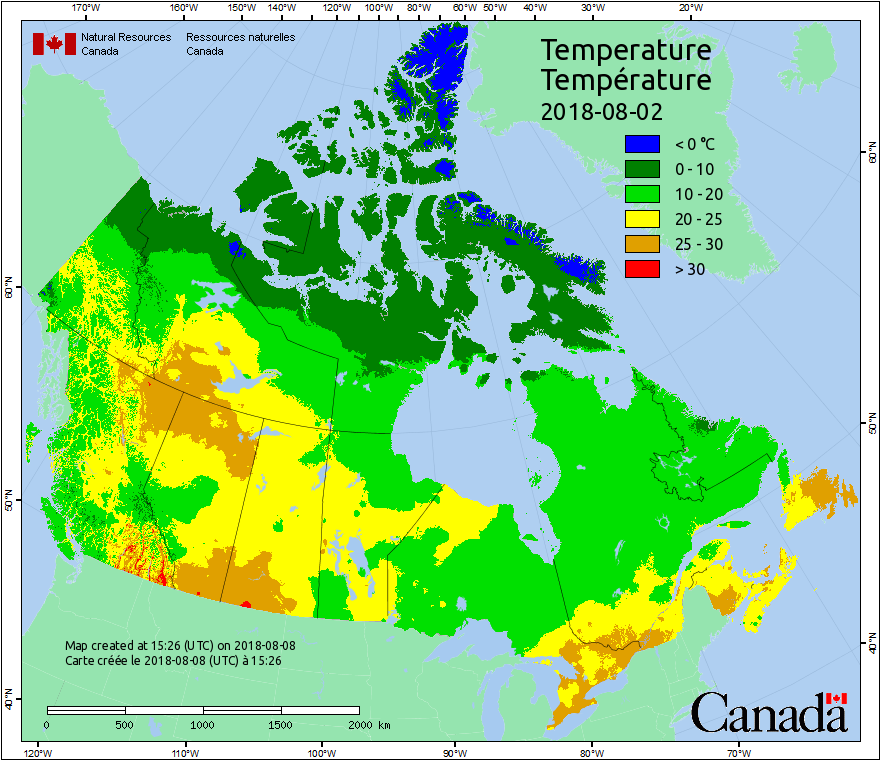 170°W 160°W 150°W 140°W 120°W 110°W 100°W 80°W 60°W 50°W 40°W 30°W 20°W
Natural Resources Ressources naturelles
Canada Canada
Temperature
Température
2018-08-02
< 0 °C
0 - 10
10 - 20
20 - 25
25 - 30
> 30
60°N
60°N
50°N
50°N
40°N
40°N
Map created at 15:26 (UTC) on 2018-08-08
Carte créée le 2018-08-08 (UTC) à 15:26
0 500 1000 1500 2000 km
Canada
120°W 110°W 100°W 90°W 80°W 70°W